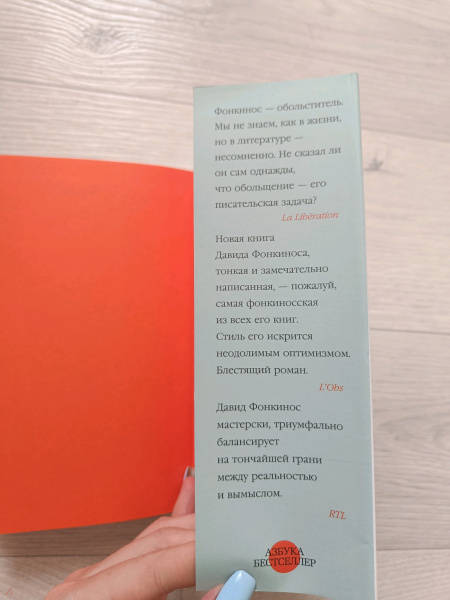 Фонкинос — обольститель.
Мы не знаем, как в жизни,
но в литературе —
несомненно. Не сказал ли
он сам однажды,
что обольщение — его
писательская задача?
La Libération
Новая книга
Давида Фонкиноса,
тонкая и замечательно
написанная, — пожалуй,
самая фонкиносская
из всех его книг.
Стиль его искрится
неодолимым оптимизмом.
Блестящий роман.
L'Obs
Давид Фонкинос
мастерски, триумфально
балансирует
на тончайшей грани
между реальностью
и вымыслом.
RTL
АЗБУКА
БЕСТСЕЛЛЕР